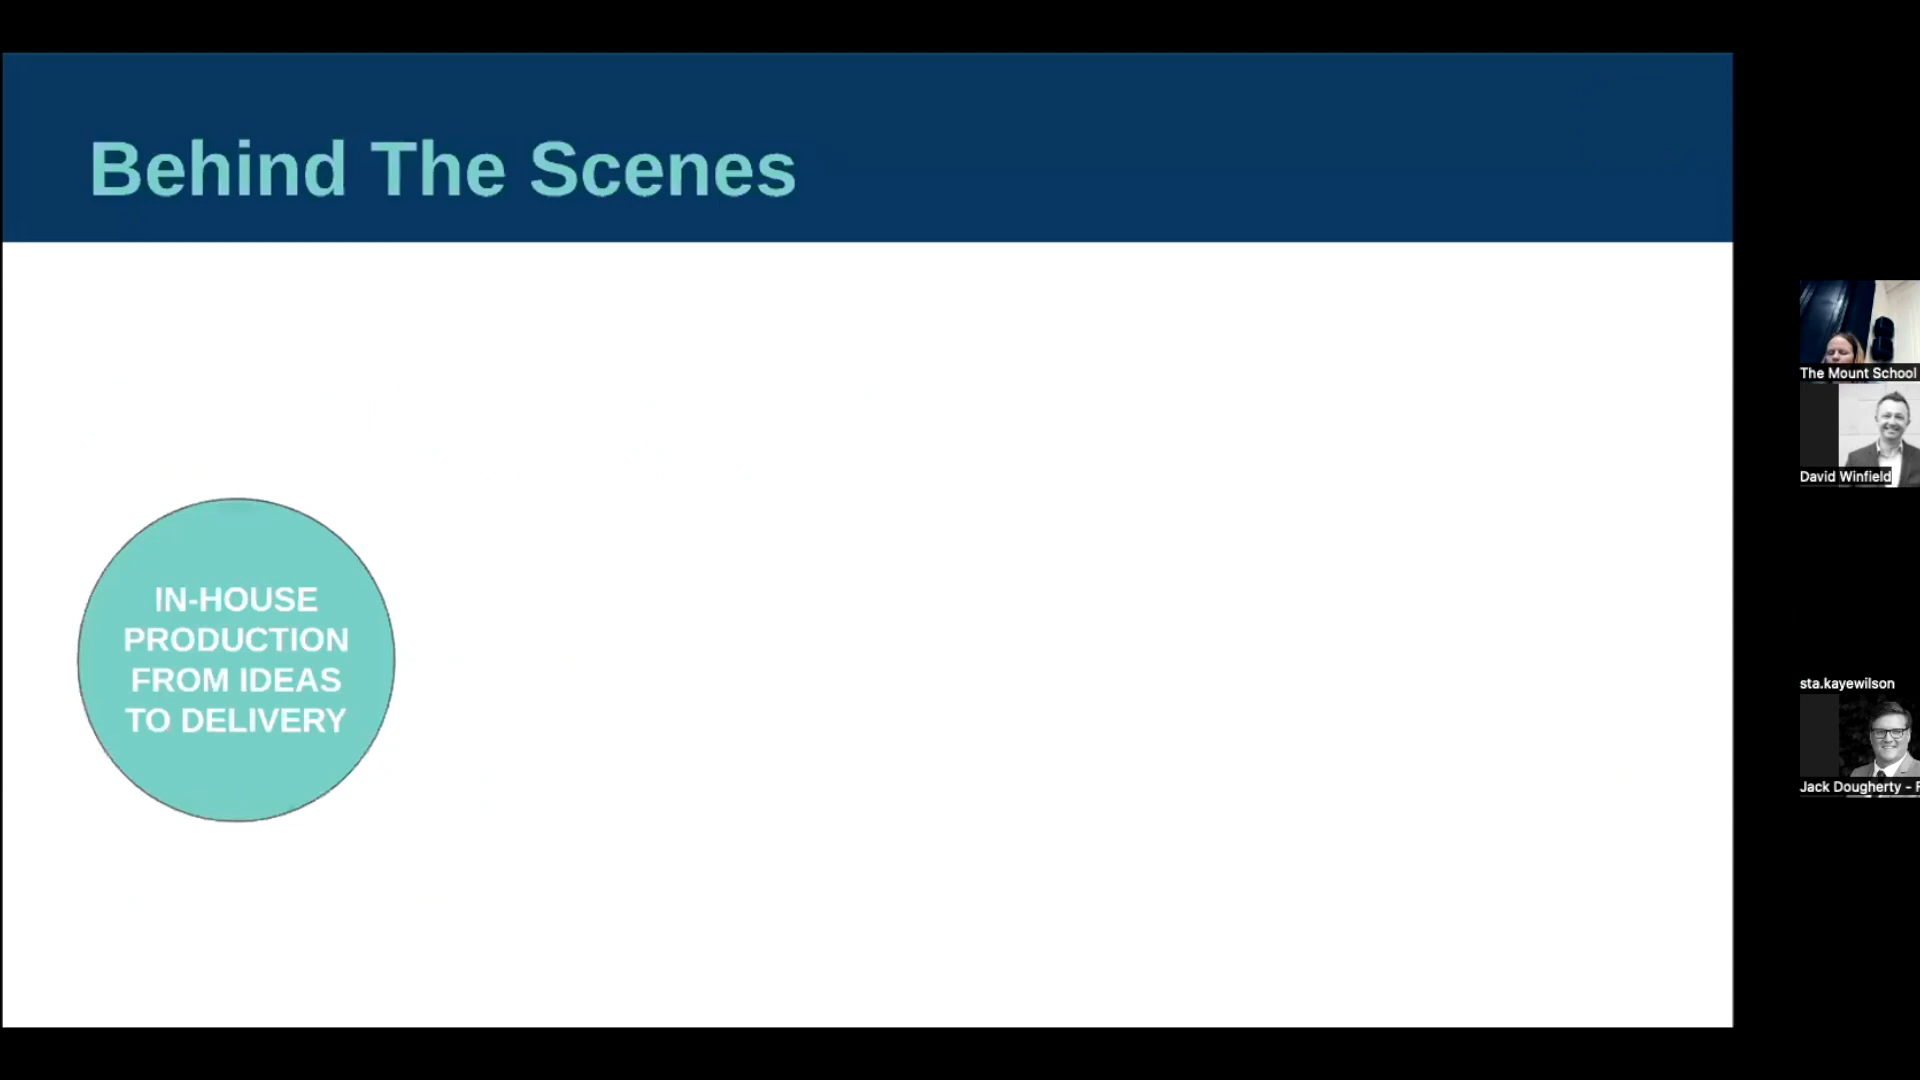 Behind The Scenes
IN-HOUSE
PRODUCTION
FROM IDEAS
TO DELIVERY
The Mount School
David Winfield
sta.kayewilson
Jack Dougherty -